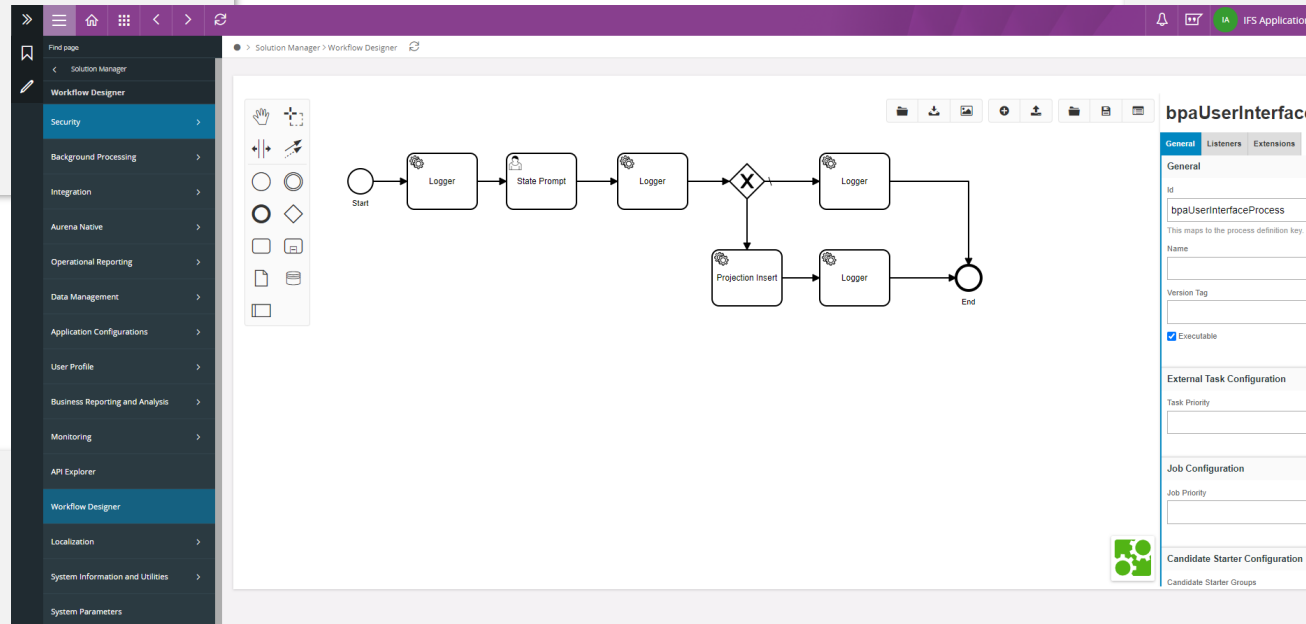 IA
IFS Application
Find page
Solution Manager > Workflow Designer
Solution Manager
Workflow Designer
Security
Background Processing
Integration
Aurena Native
Operational Reporting
Data Management
Application Configurations
User Profile
Business Reporting and Analysis
Monitoring
API Explorer
Workflow Designer
Localization
System Information and Utilities
System Parameters
Start
Logger
State Prompt
Logger
X
Logger
Projection Insert
Logger
End
bpaUserInterfac
General Listeners Extensions
General
Id
bpaUserInterfaceProcess
This maps to the process definition key.
Name
Version Tag
Executable
External Task Configuration
Task Priority
Job Configuration
Job Priority
Candidate Starter Configuration
Candidate Starter Groups